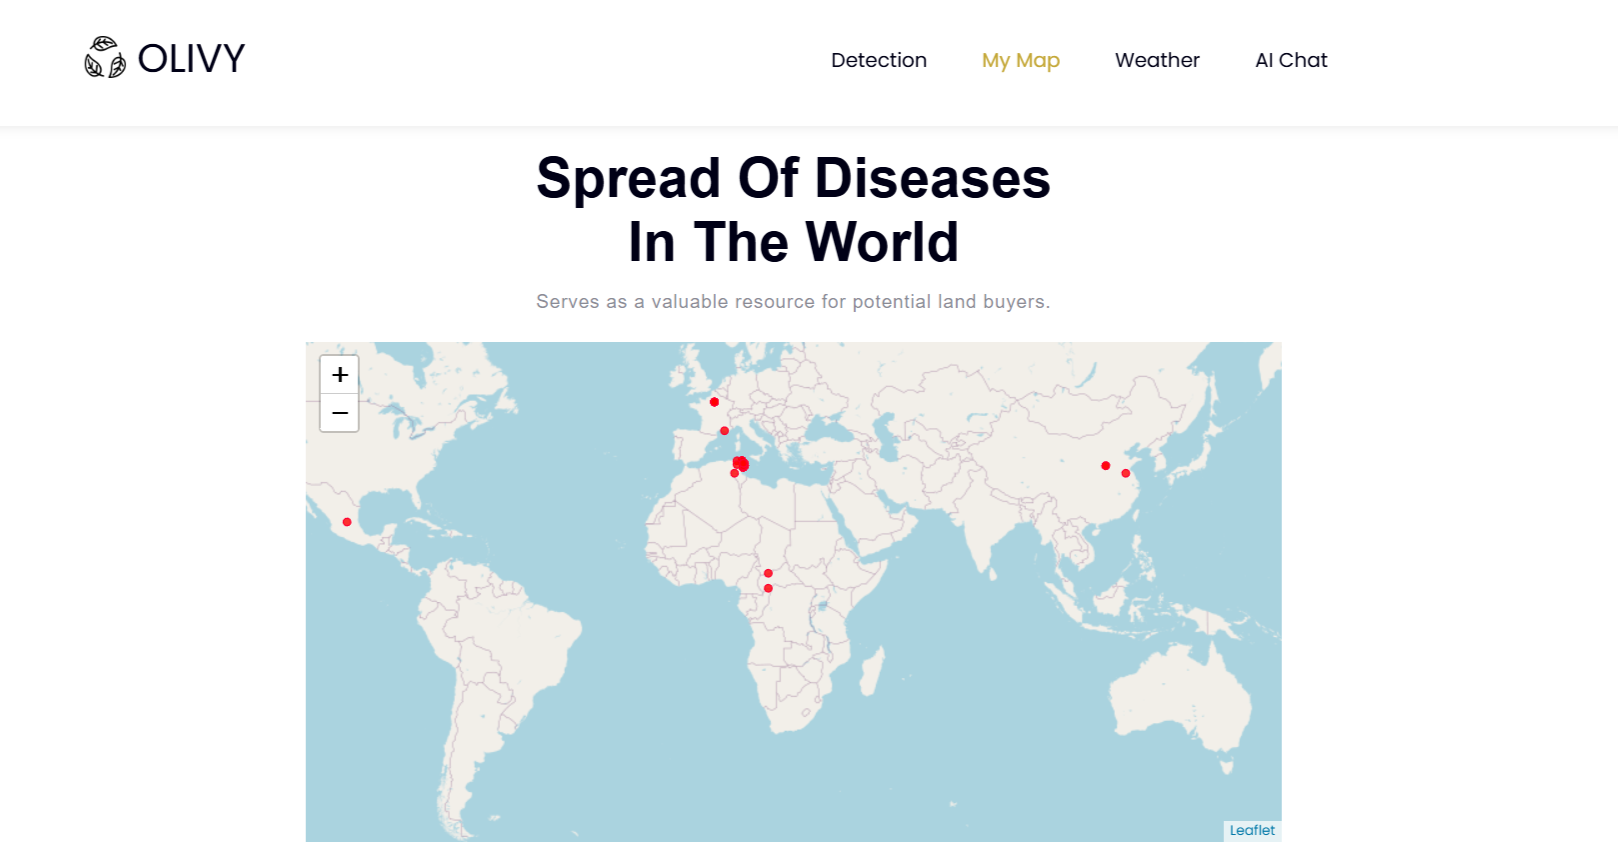 OLIVY
Detection
My Map
Weather
AI Chat
Spread Of Diseases
In The World
Serves as a valuable resource for potential land buyers.
+
−
Leaflet